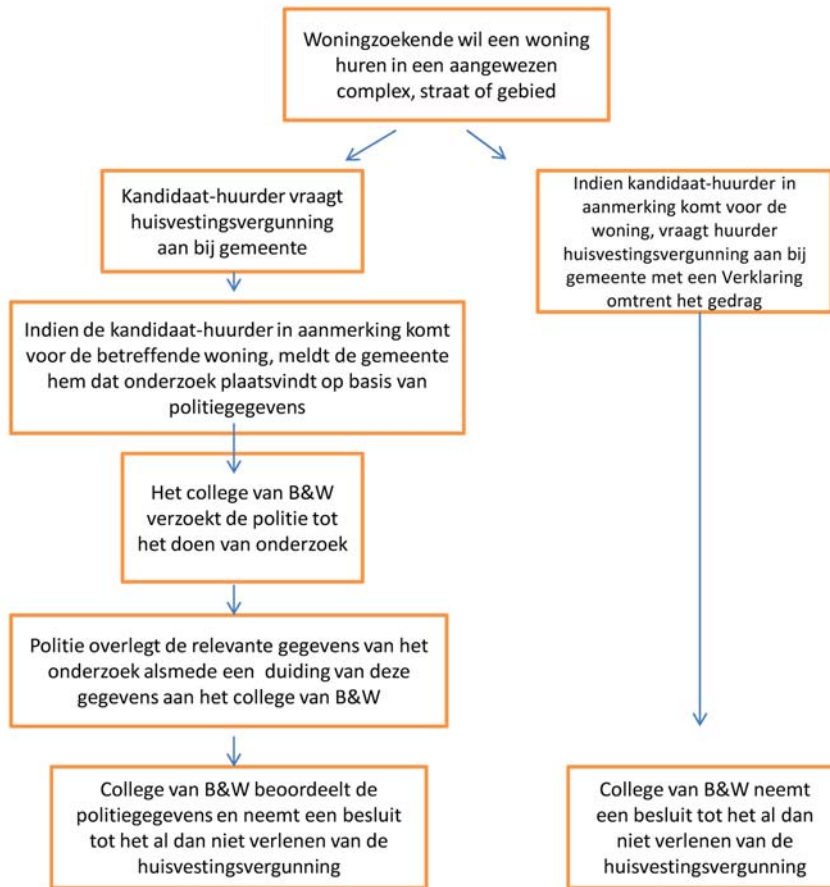 Woningzoekende wil een woning
huren in een aangewezen
complex, straat of gebied
Kandidaat-huurder vraagt
huisvestingsvergunning
aan bij gemeente
Indien kandidaat-huurder in
aanmerking komt voor de
woning, vraagt huurder
huisvestingsvergunning aan bij
gemeente met een Verklaring
omtrent het gedrag
Indien de kandidaat-huurder in aanmerking komt
voor de betreffende woning, meldt de gemeente
hem dat onderzoek plaatsvindt op basis van
politiegegevens
Het college van B&W
verzoekt de politie tot
het doen van onderzoek
Politie overlegt de relevante gegevens van het
onderzoek alsmede een duiding van deze
gegevens aan het college van B&W
College van B&W beoordeelt de
politiegegevens en neemt een besluit
tot het al dan niet verlenen van de
huisvestingsvergunning
College van B&W neemt
een besluit tot het al dan
niet verlenen van de
huisvestingsvergunning